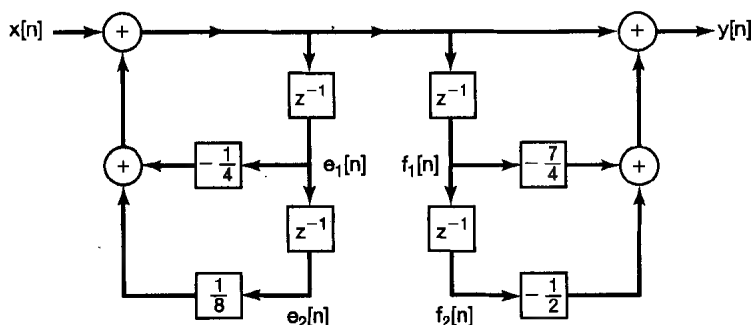 x[n] + + y[n]
z⁻¹ z⁻¹
+ - 1/4 e₁[n] f₁[n] - 7/4 +
z⁻¹ z⁻¹
1/8 e₂[n] f₂[n] - 1/2